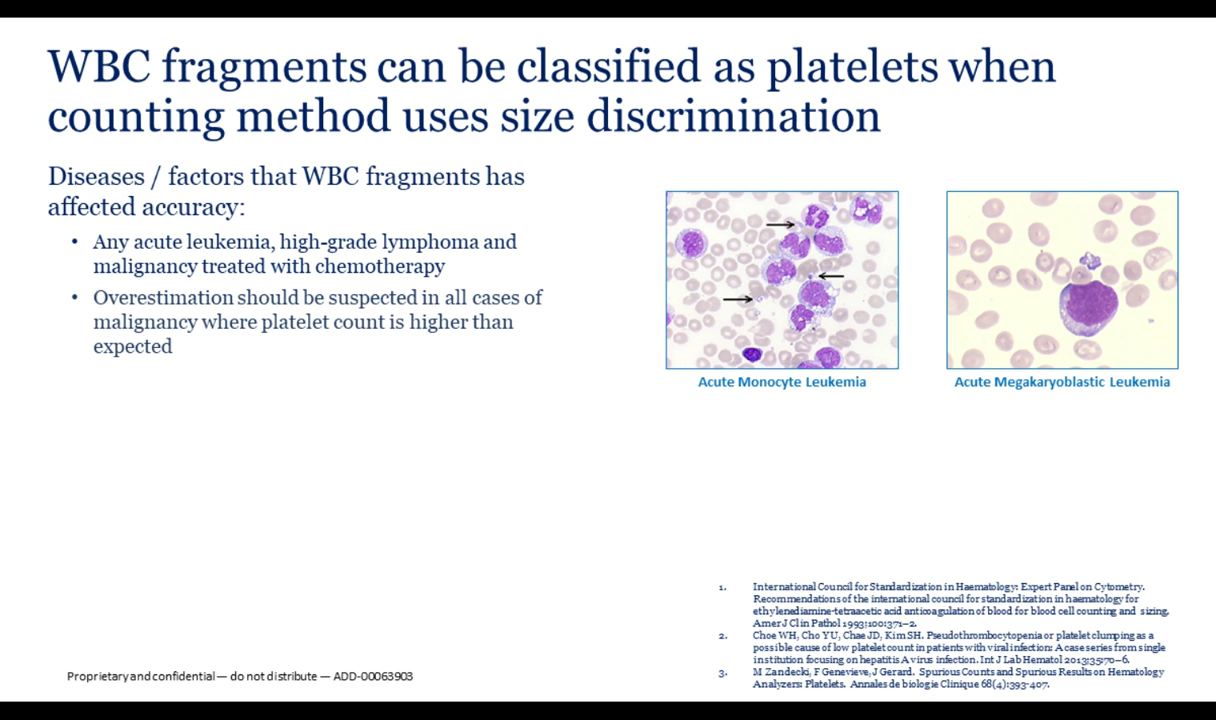 WBC fragments can be classified as platelets when
counting method uses size discrimination
Diseases / factors that WBC fragments has
affected accuracy:
• Any acute leukemia, high-grade lymphoma and
malignancy treated with chemotherapy
• Overestimation should be suspected in all cases of
malignancy where platelet count is higher than
expected
Acute Monocyte Leukemia
Acute Megakaryoblastic Leukemia
1. International Council for Standardization in Haematology: Expert Panel on Cytometry.
Recommendations of the international council for standardization in haematology for
ethylenediamine-tetraacetic acid anticoagulation of blood for blood cell counting and sizing.
Amer J Clin Pathol 1993;100:371–2.
2. Choe WH, Cho YU, Chae JD, Kim SH. Pseudothrombocytopenia or platelet clumping as a
possible cause of low platelet count in patients with viral infection: A case series from single
institution focusing on hepatitis A virus infection. Int J Lab Hematol 2013;35:70–6.
3. M Zandecki, F Genevieve, J Gerard. Spurious Counts and Spurious Results on Hematology
Analyzers: Platelets. Annales de biologie Clinique 68(4):393-407.
Proprietary and confidential — do not distribute — ADD-00063903